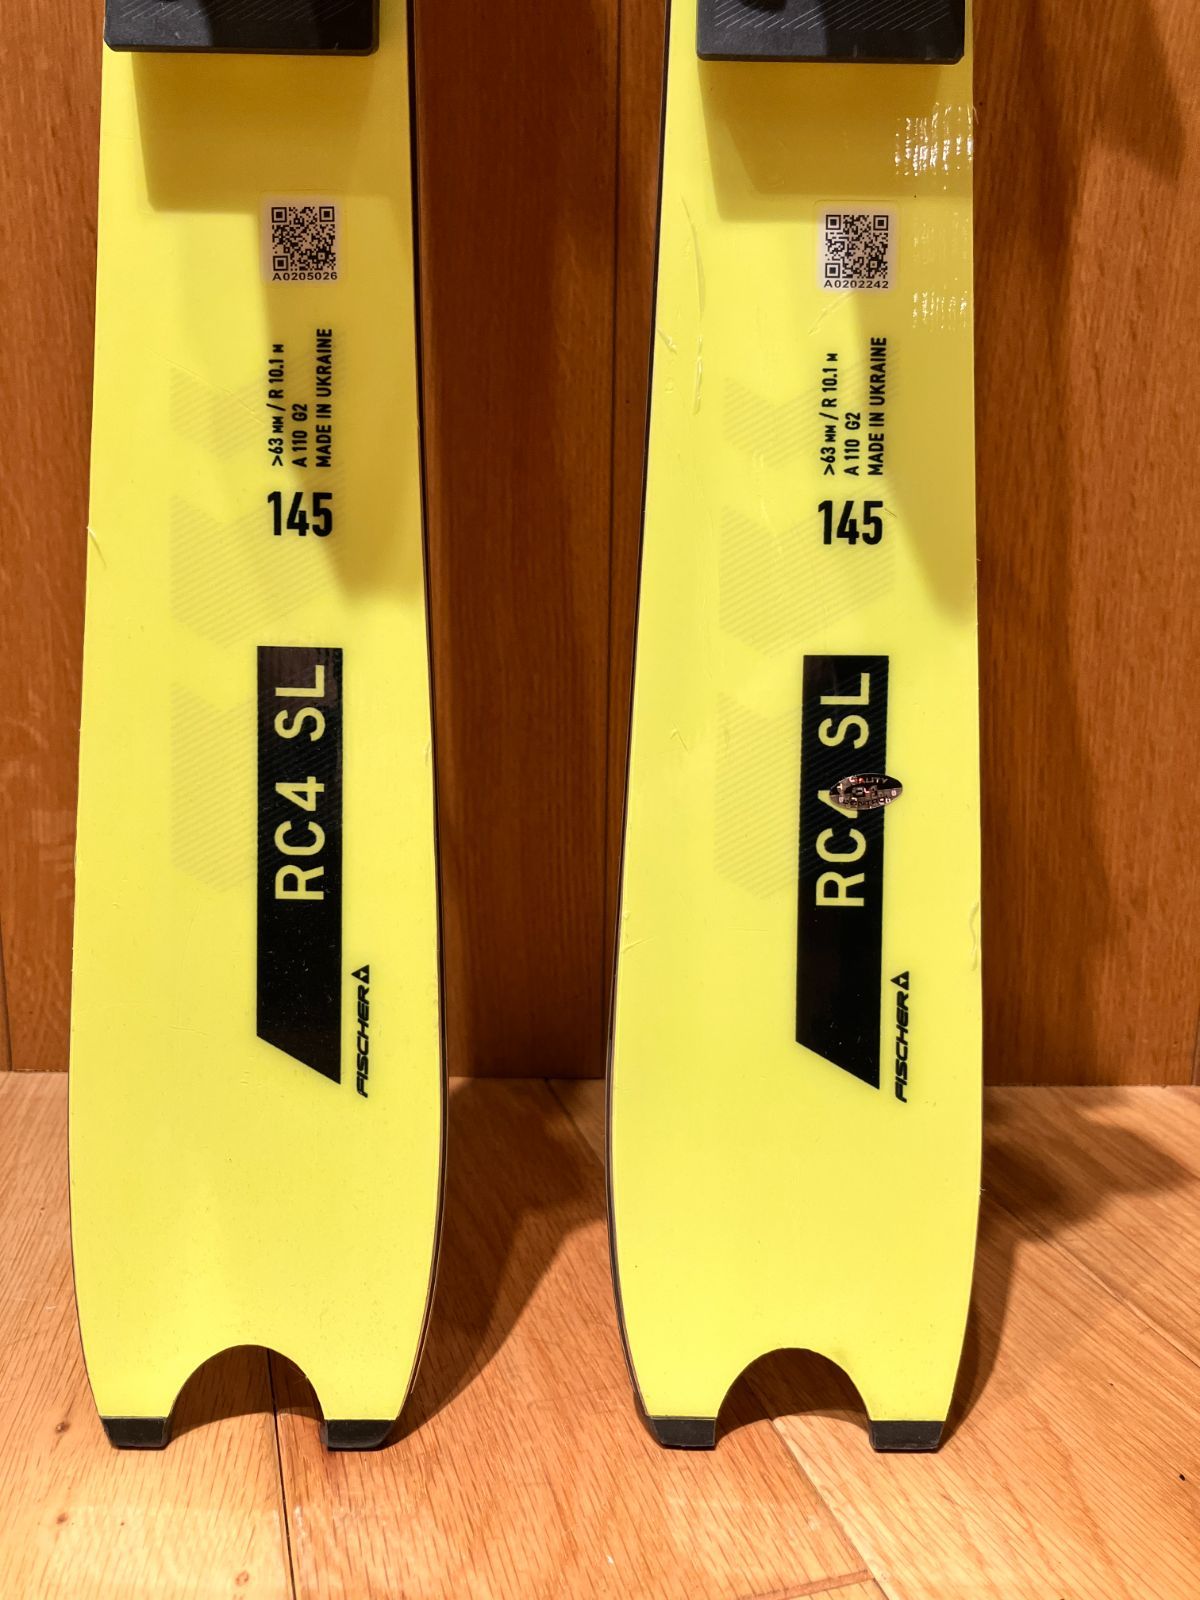 A0205026
>63 MM / R 10.1 M
A 110 G2
MADE IN UKRAINE
145
RC4 SL
FISCHER
A0202242
>63 MM / R 10.1 M
A 110 G2
MADE IN UKRAINE
145
RC4 SL
FISCHER